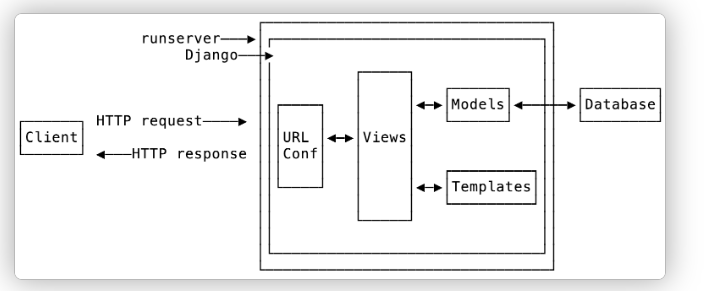 runserver
Django
HTTP request
Client
HTTP response
URL
Conf
Views
Models
Templates
Database